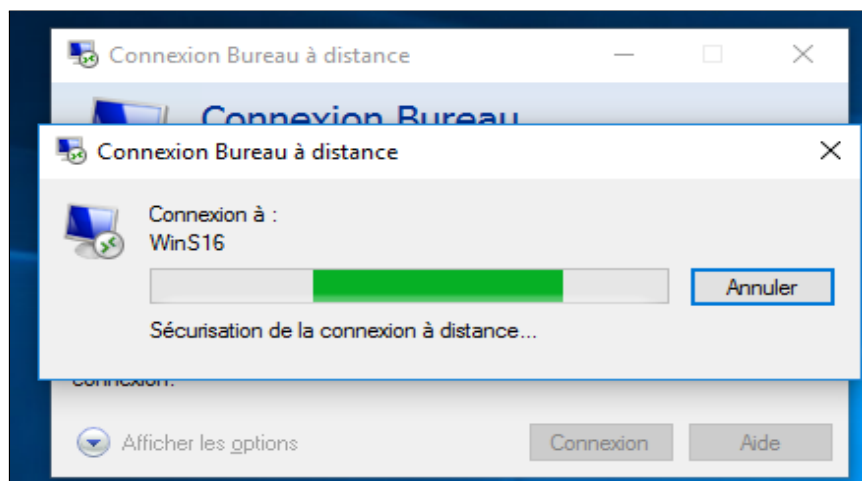 Connexion Bureau à distance
Connexion Bureau
Connexion Bureau à distance
Connexion à :
WinS16
Annuler
Sécurisation de la connexion à distance...
connexion.
Afficher les options
Connexion
Aide